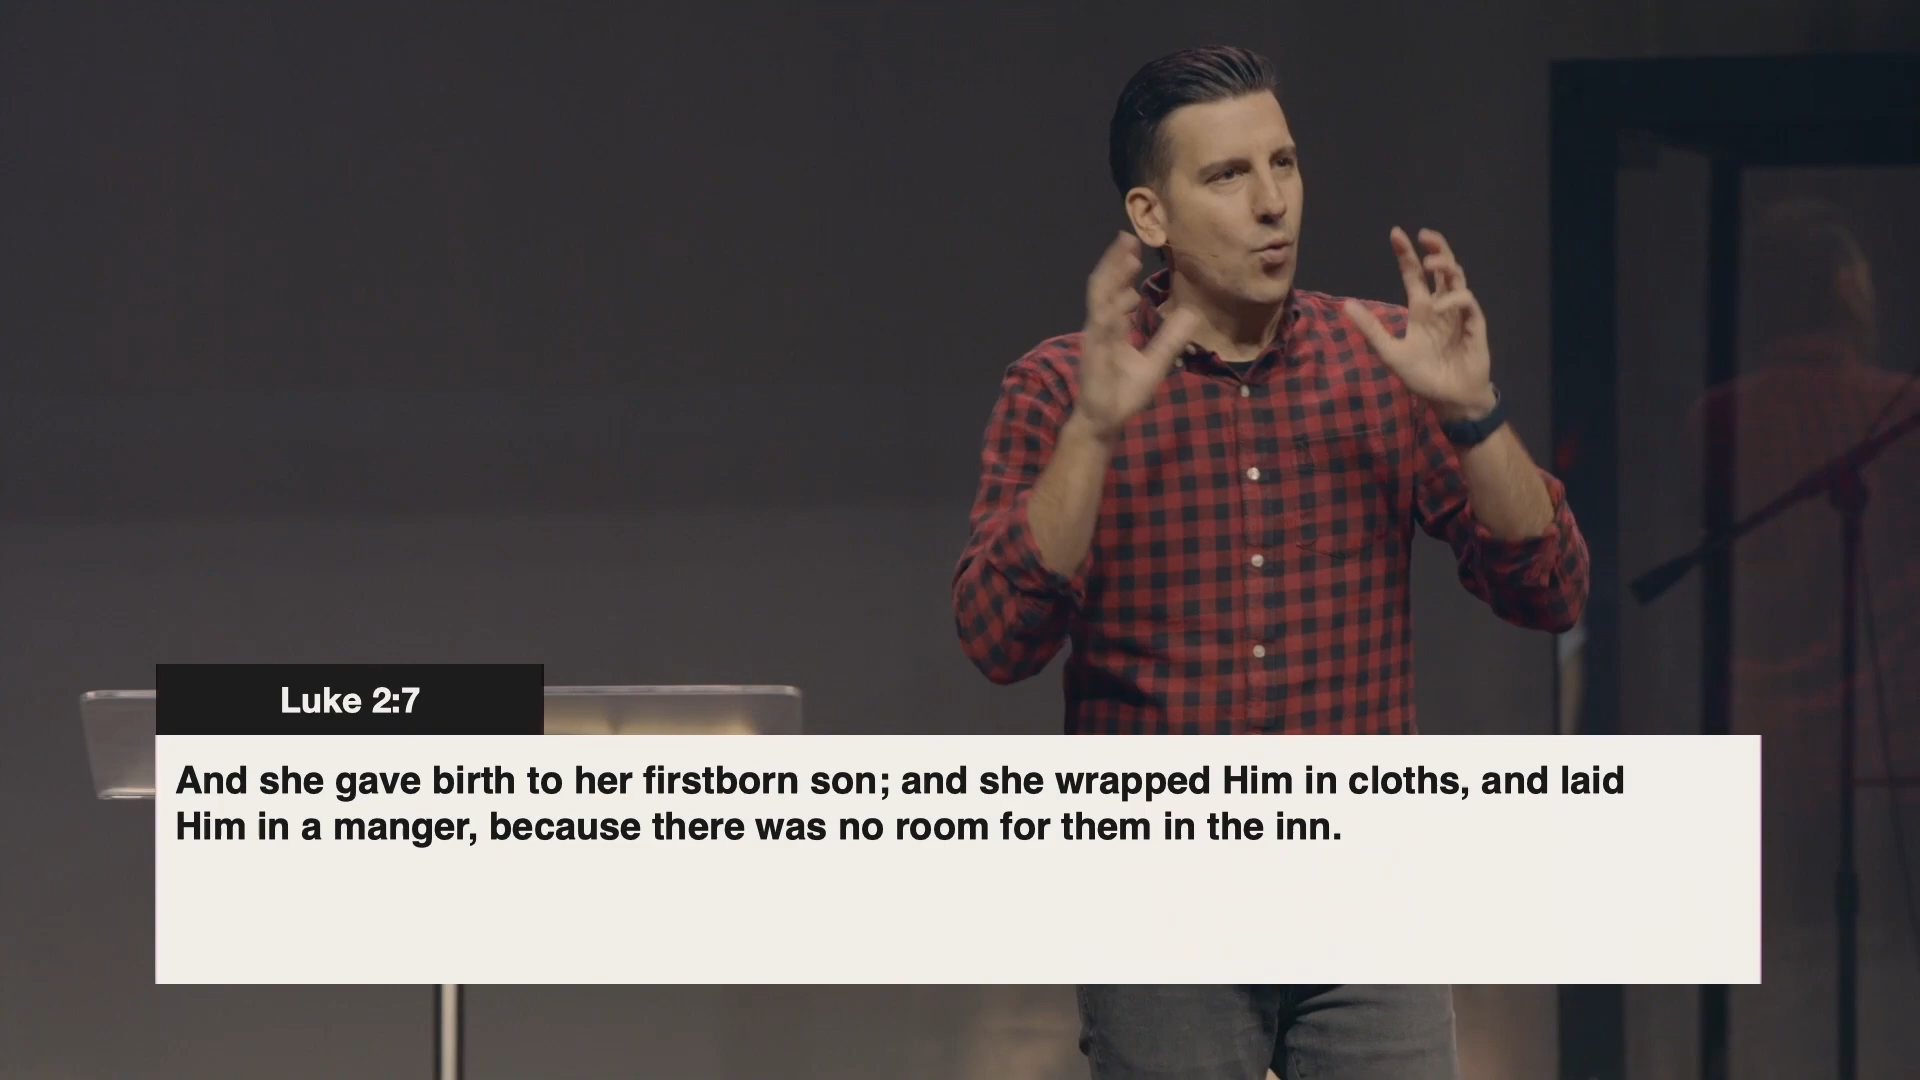 Luke 2:7
And she gave birth to her firstborn son; and she wrapped Him in cloths, and laid
Him in a manger, because there was no room for them in the inn.